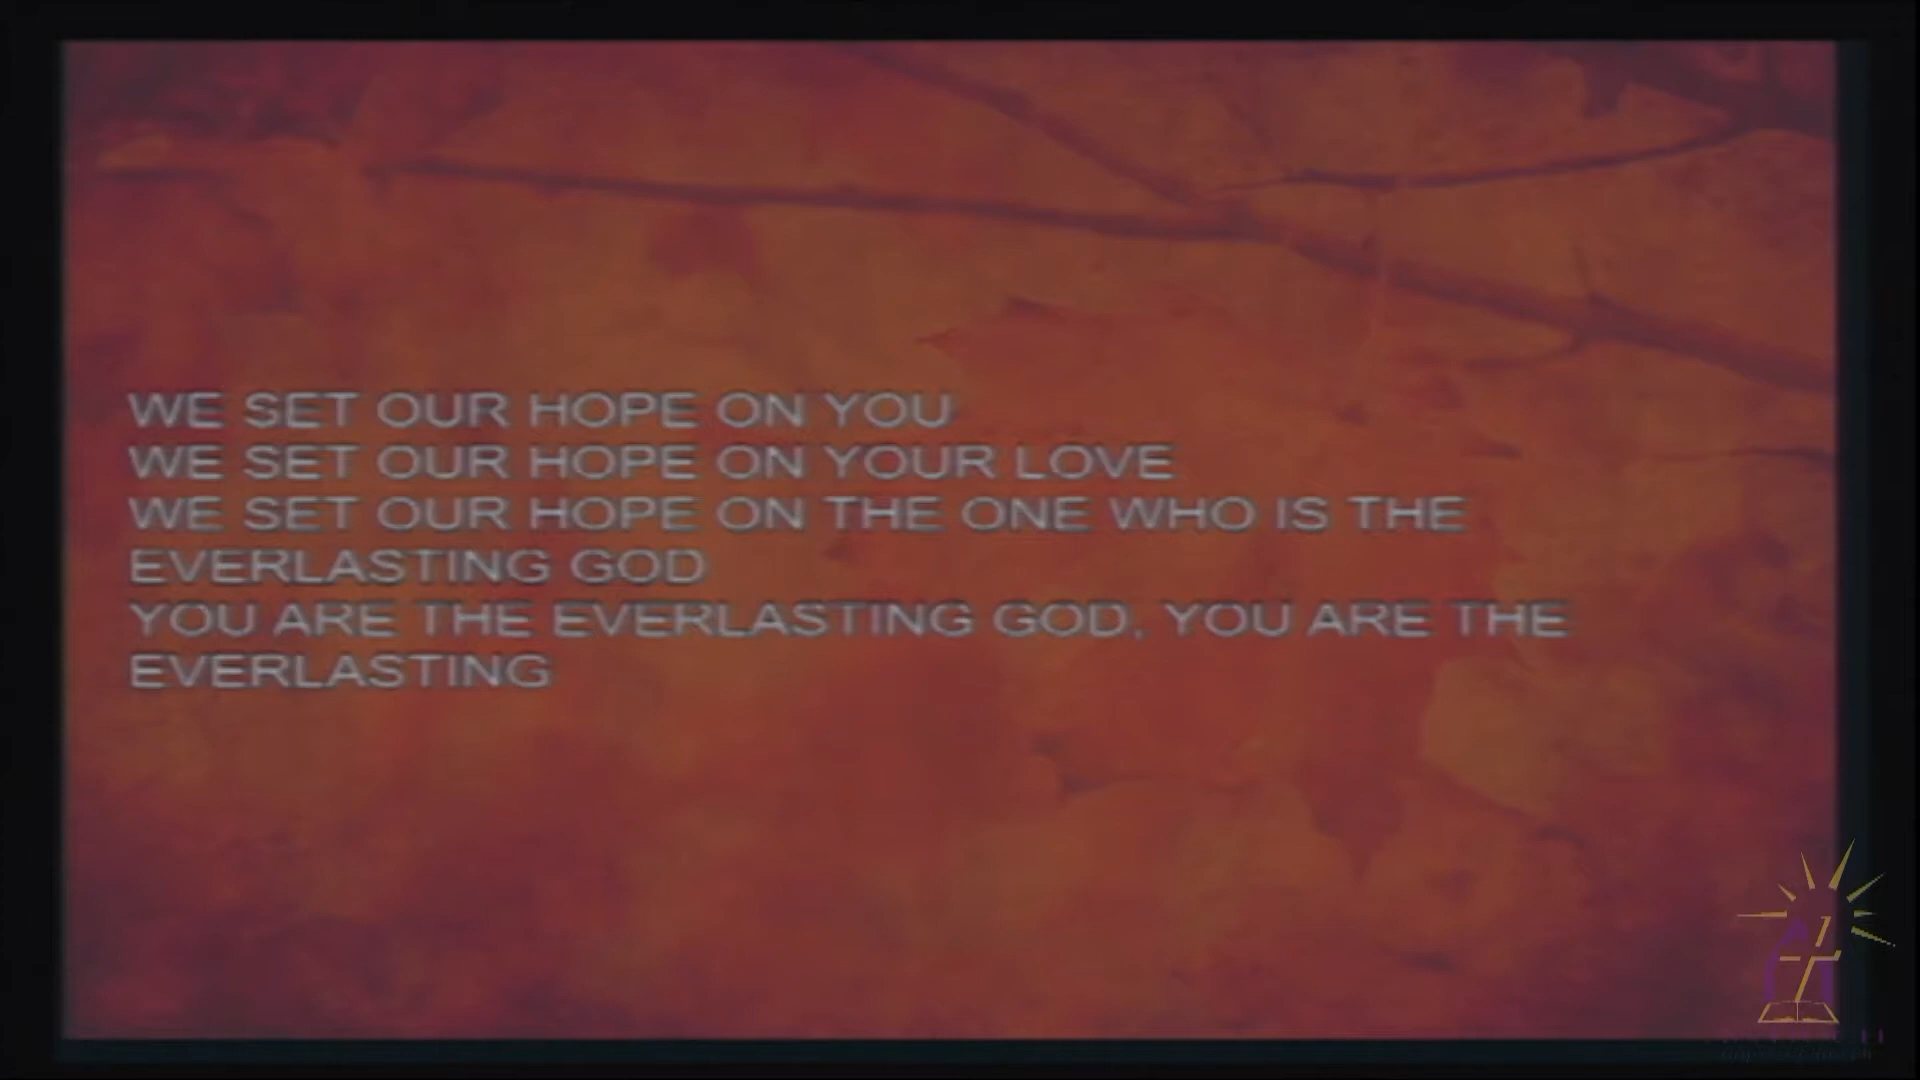 WE SET OUR HOPE ON YOU
WE SET OUR HOPE ON YOUR LOVE
WE SET OUR HOPE ON THE ONE WHO IS THE
EVERLASTING GOD
YOU ARE THE EVERLASTING GOD, YOU ARE THE
EVERLASTING